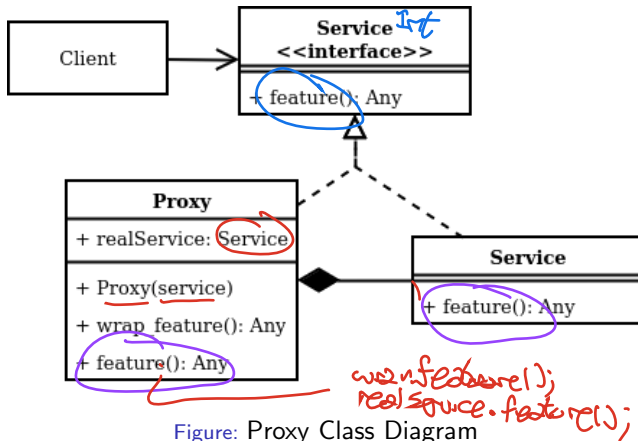 Service Int
<<interface>>
Client
+ feature(): Any
Proxy
+ realService: Service
Service
+ Proxy(service)
+ feature(): Any
+ wrap_feature(): Any
+ feature(): Any
realService.feature();
Figure: Proxy Class Diagram